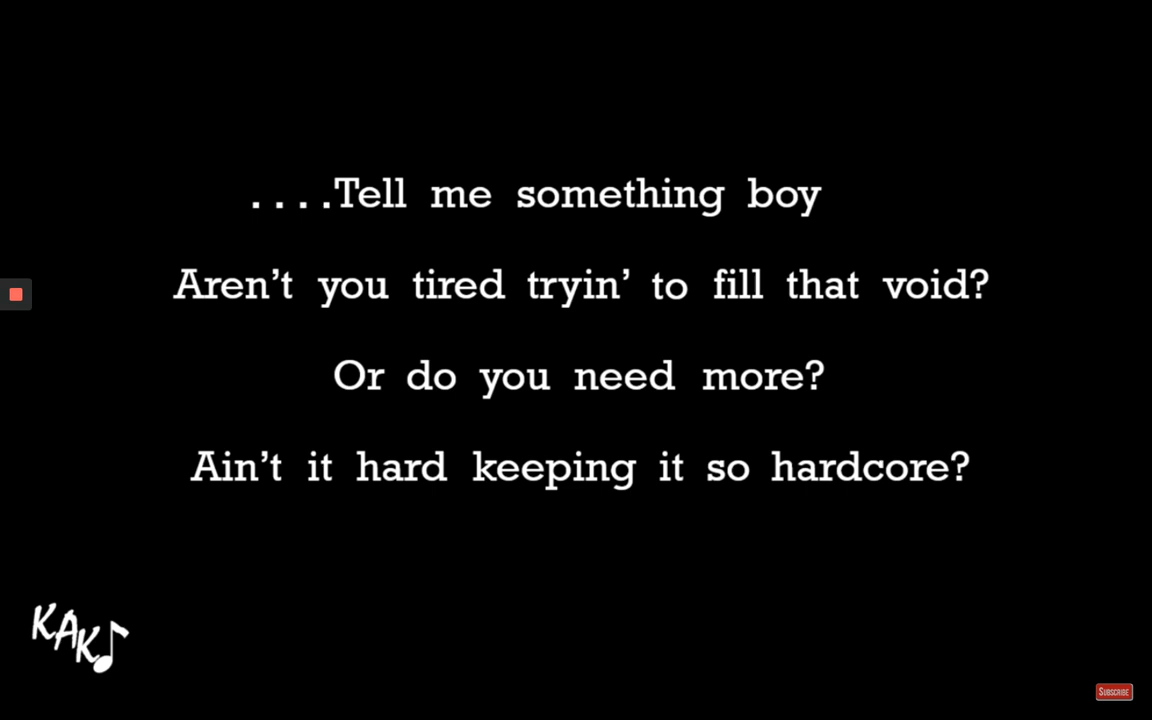 ....Tell me something boy
Aren’t you tired tryin’ to fill that void?
Or do you need more?
Ain’t it hard keeping it so hardcore?
KAK
SUBSCRIBE